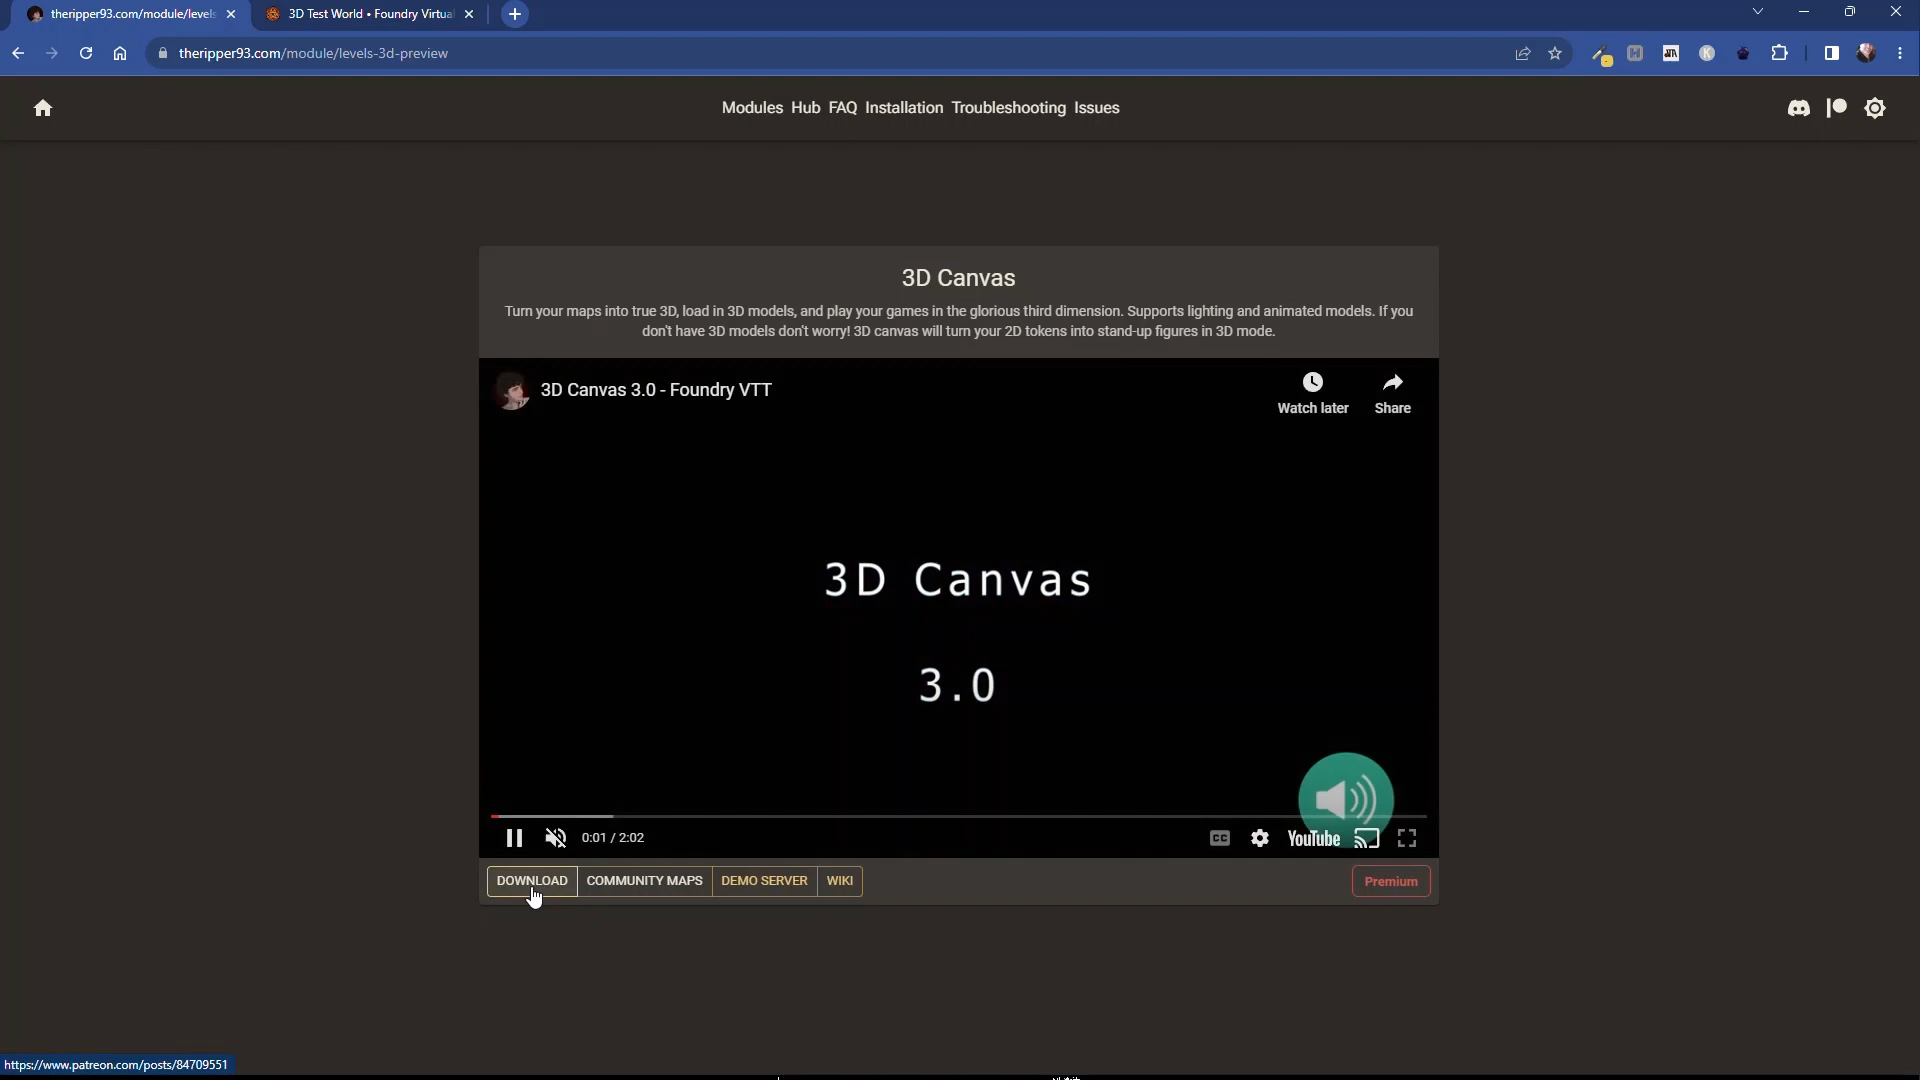 theripper93.com/module/levels
3D Test World • Foundry Virtual
theripper93.com/module/levels-3d-preview
Modules Hub FAQ Installation Troubleshooting Issues
3D Canvas
Turn your maps into true 3D, load in 3D models, and play your games in the glorious third dimension. Supports lighting and animated models. If you
don't have 3D models don't worry! 3D canvas will turn your 2D tokens into stand-up figures in 3D mode.
3D Canvas 3.0 - Foundry VTT
Watch later
Share
3D Canvas
3.0
0:01 / 2:02
CC
YouTube
DOWNLOAD
COMMUNITY MAPS
DEMO SERVER
WIKI
Premium
https://www.patreon.com/posts/84709551